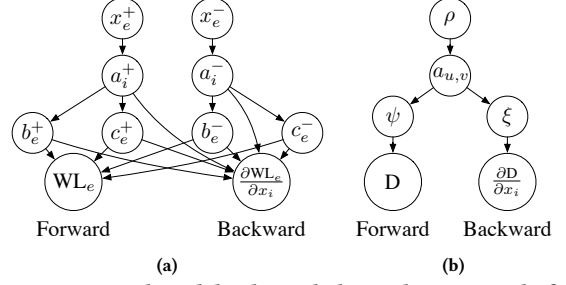 x_e^+ x_e^- ρ
a_i^+ a_i^- a_{u,v}
b_e^+ c_e^+ b_e^- c_e^- ψ ξ
WL_e ∂WL_e/∂x_i D ∂D/∂x_i
Forward Backward Forward Backward
(a) (b)